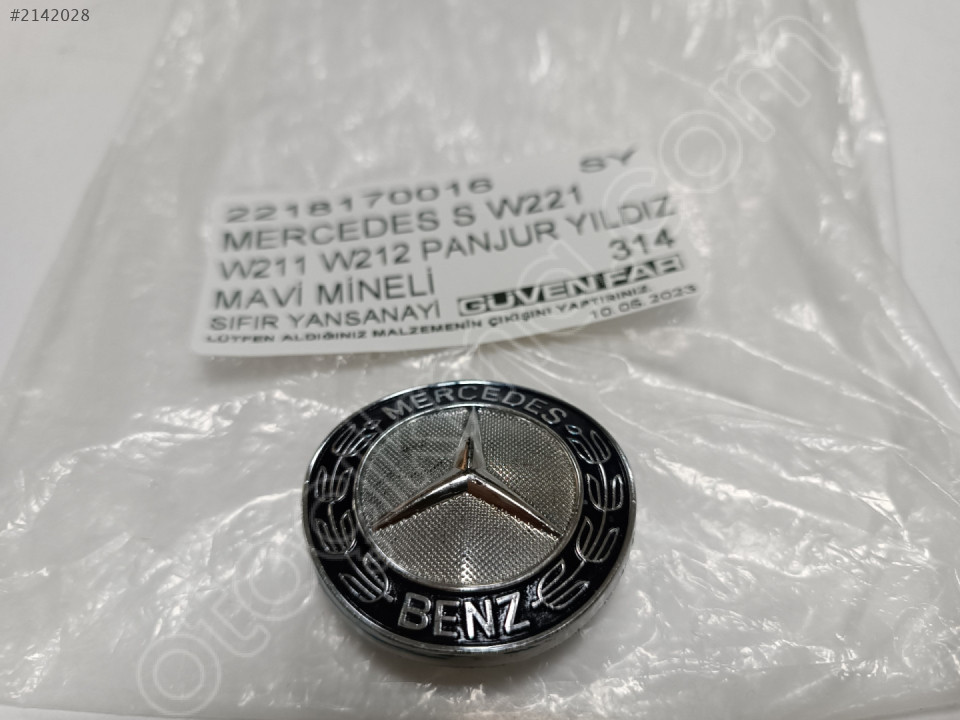 #2142028
2218170016 SY
MERCEDES S W221
W211 W212 PANJUR YILDIZ
MAVİ MİNELİ 314
SIFIR YANSANAYİ GÜVEN FAR
LÜTFEN ALDIĞINIZ MALZEMENİN ÇIKIŞINI YAPTIRINIZ. 10.05.2023
MERCEDES
BENZ